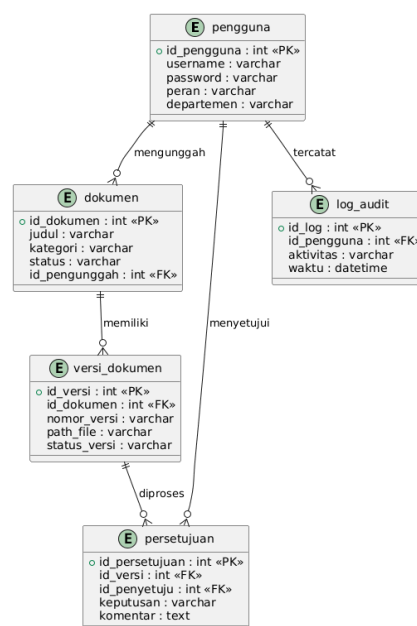 E pengguna
id_pengguna : int «PK»
username : varchar
password : varchar
peran : varchar
departemen : varchar
mengunggah
tercatat
E dokumen
id_dokumen : int «PK»
judul : varchar
kategori : varchar
status : varchar
id_pengunggah : int «FK»
E log_audit
id_log : int «PK»
id_pengguna : int «FK»
aktivitas : varchar
waktu : datetime
memiliki
menyetujui
E versi_dokumen
id_versi : int «PK»
id_dokumen : int «FK»
nomor_versi : varchar
path_file : varchar
status_versi : varchar
diproses
E persetujuan
id_persetujuan : int «PK»
id_versi : int «FK»
id_penyetuju : int «FK»
keputusan : varchar
komentar : text